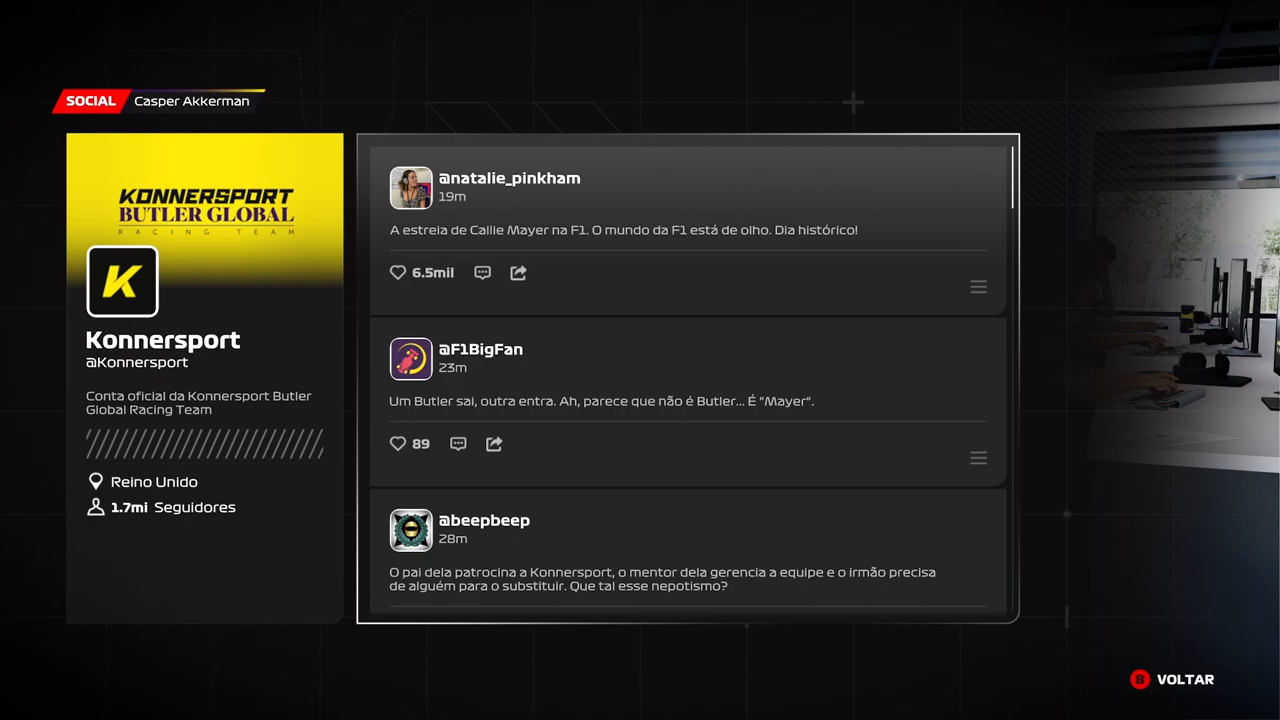 SOCIAL Casper Akkerman
KONNERSPORT
BUTLER GLOBAL
RACING TEAM
K
Konnersport
@Konnersport
Conta oficial da Konnersport Butler
Global Racing Team
Reino Unido
1.7mi Seguidores
@natalie_pinkham
19m
A estreia de Callie Mayer na F1. O mundo da F1 está de olho. Dia histórico!
6.5mil
@F1BigFan
23m
Um Butler sai, outra entra. Ah, parece que não é Butler... É "Mayer".
89
@beepbeep
28m
O pai dela patrocina a Konnersport, o mentor dela gerencia a equipe e o irmão precisa
de alguém para o substituir. Que tal esse nepotismo?
B VOLTAR